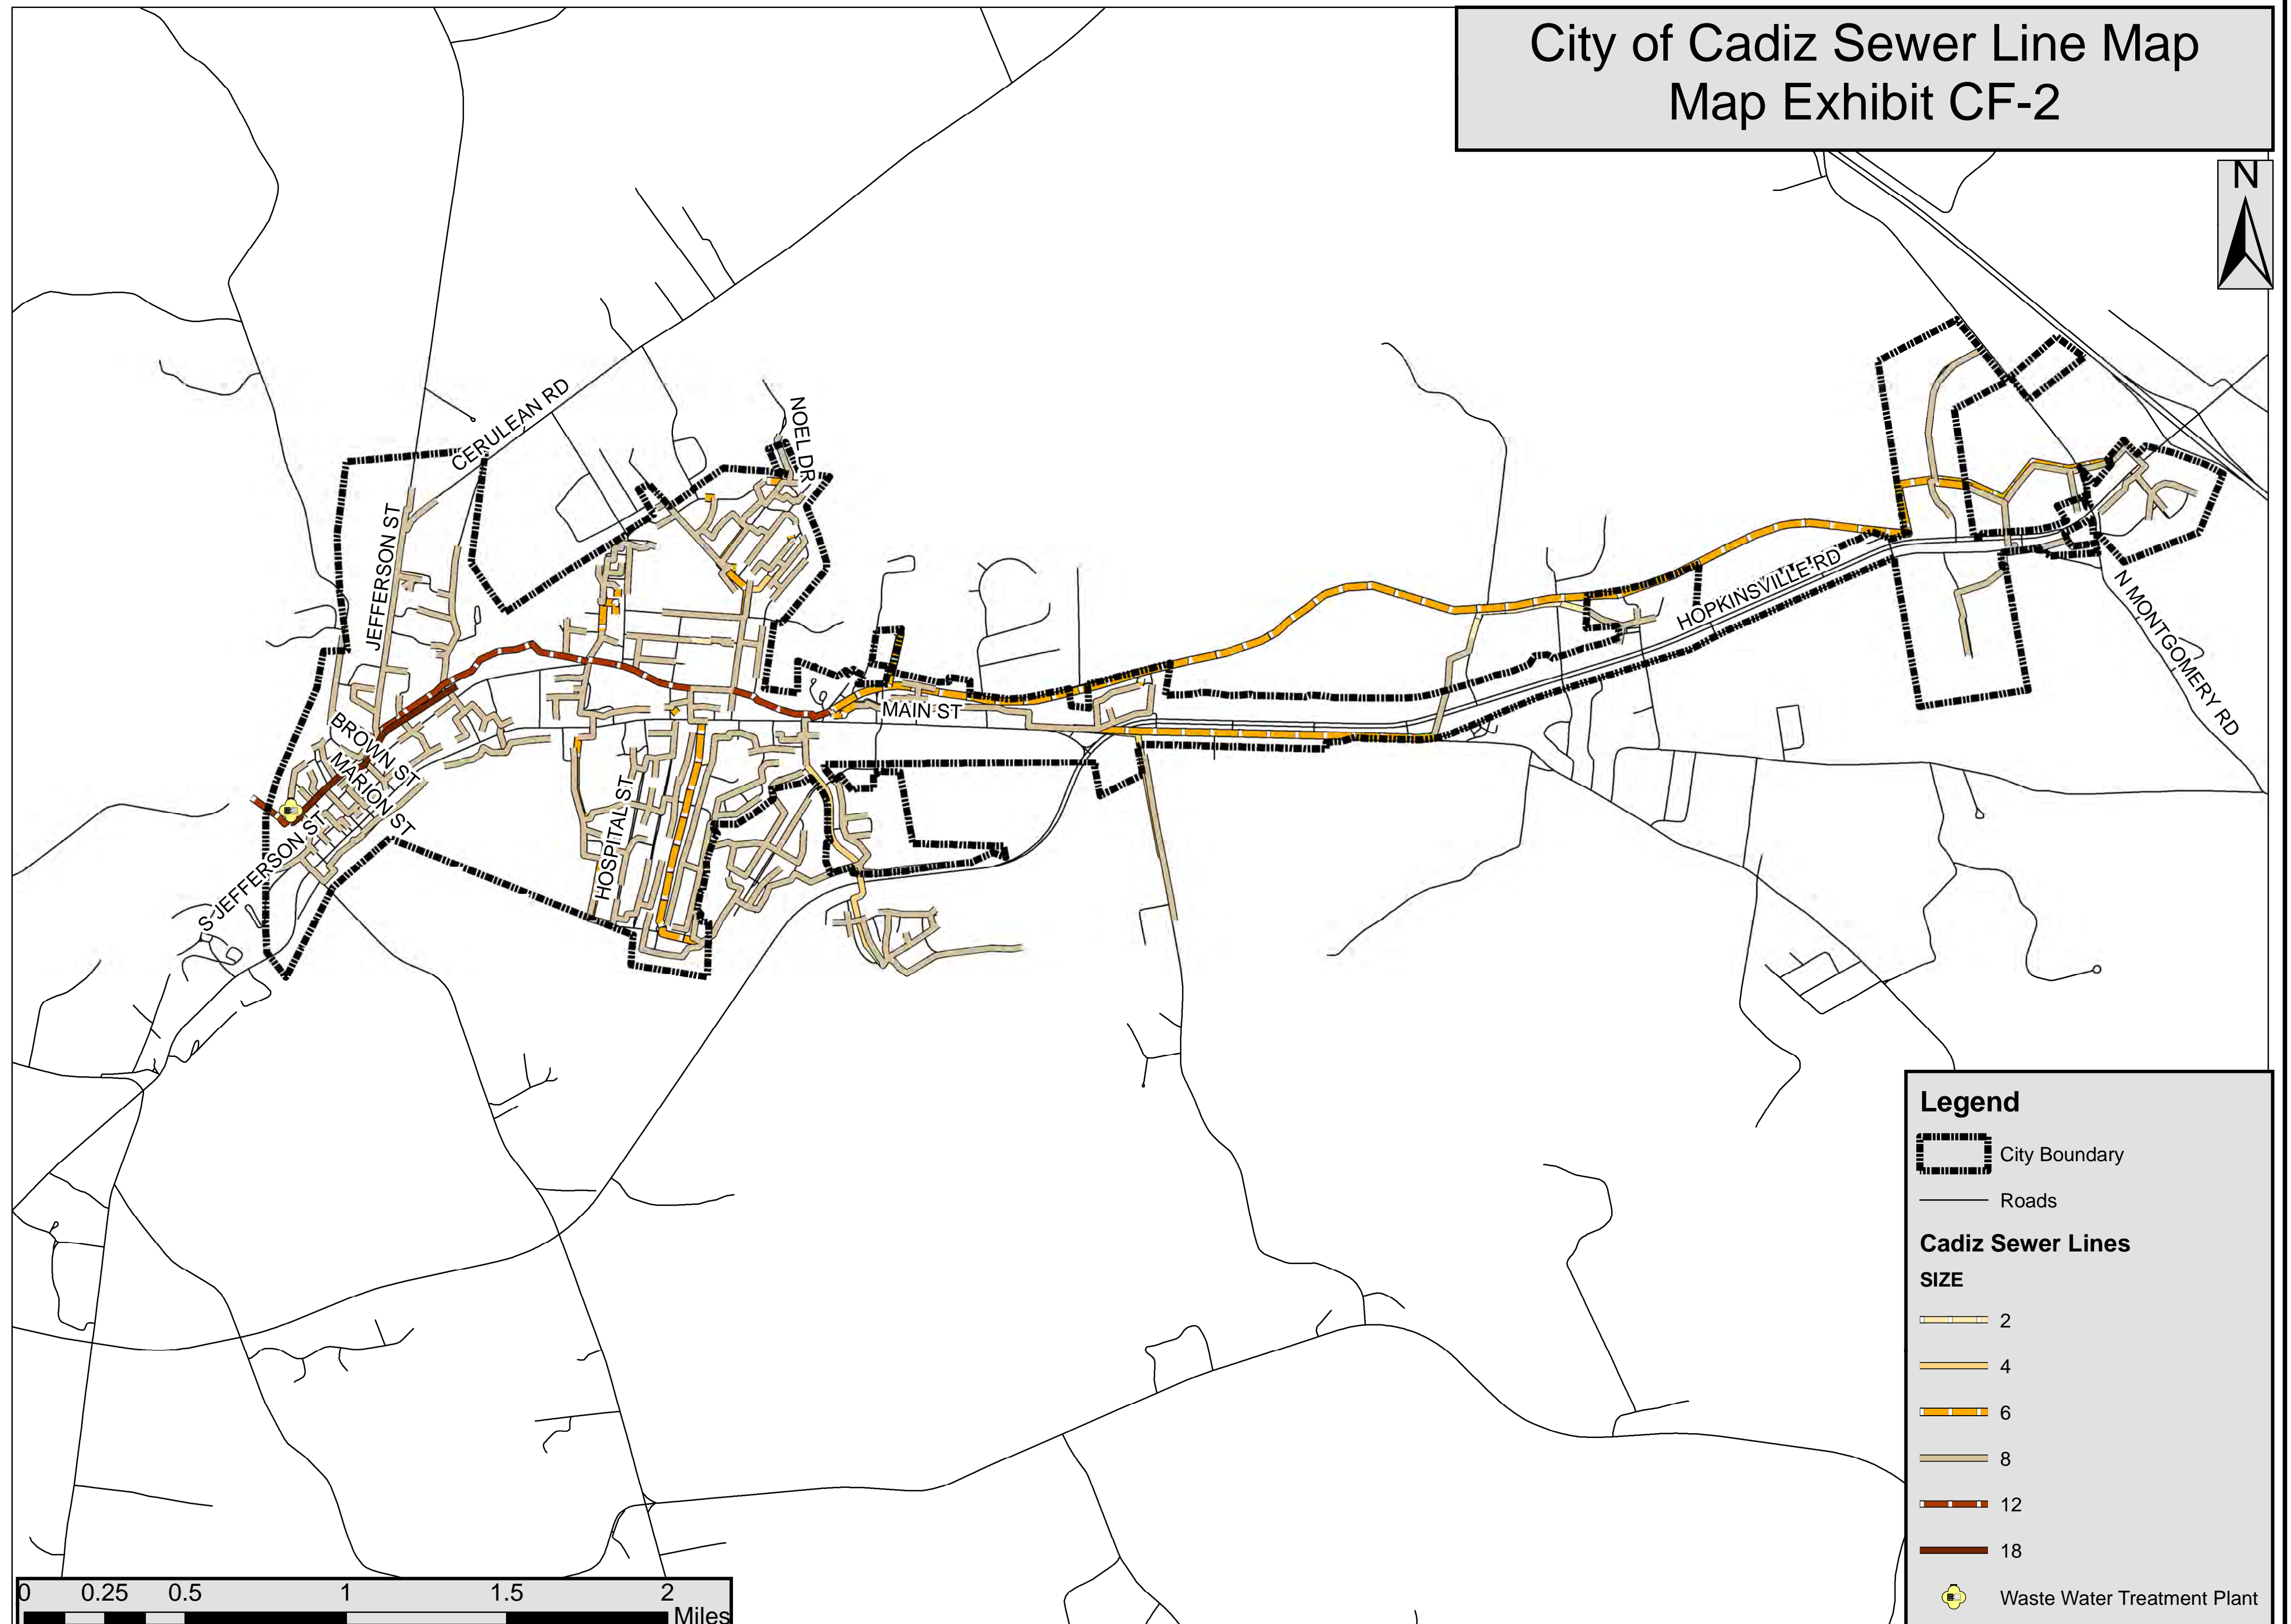 City of Cadiz Sewer Line Map
Map Exhibit CF-2
N
CERULEAN RD
NOEL DR
JEFFERSON ST
HOPKINSVILLE RD
N MONTGOMERY RD
MAIN ST
BROWN ST
MARION ST
HOSPITAL ST
S JEFFERSON ST
Legend
City Boundary
Roads
Cadiz Sewer Lines
SIZE
2
4
6
8
12
18
Waste Water Treatment Plant
0 0.25 0.5 1 1.5 2
Miles